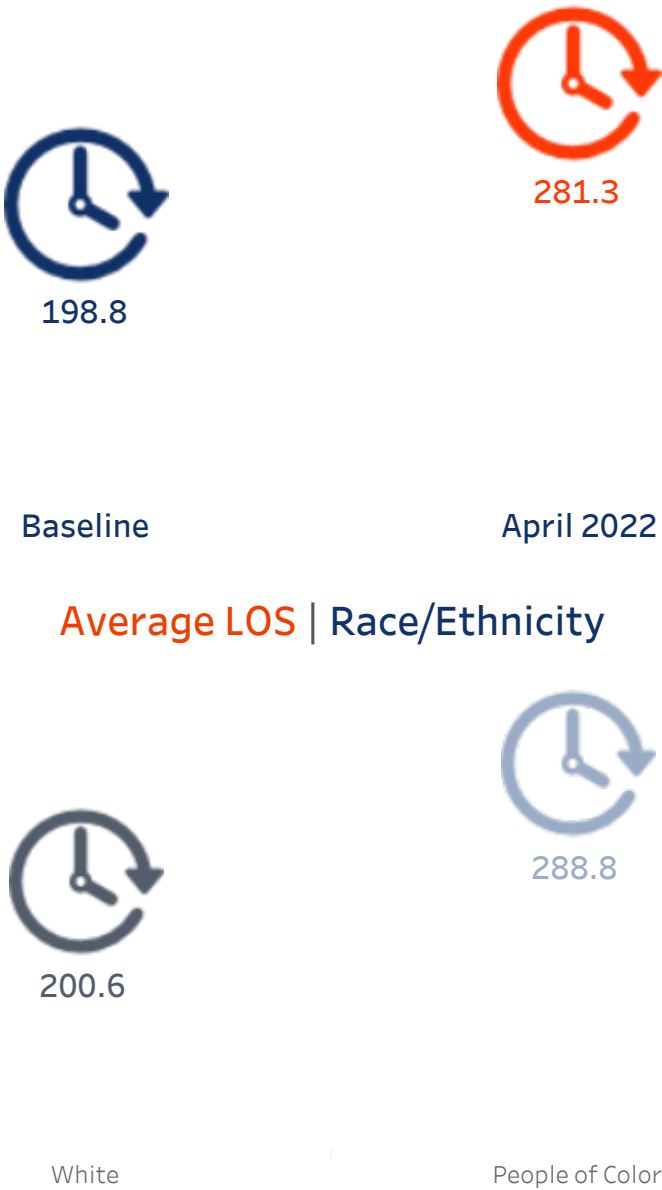 281.3
198.8
Baseline April 2022
Average LOS | Race/Ethnicity
288.8
200.6
White People of Color